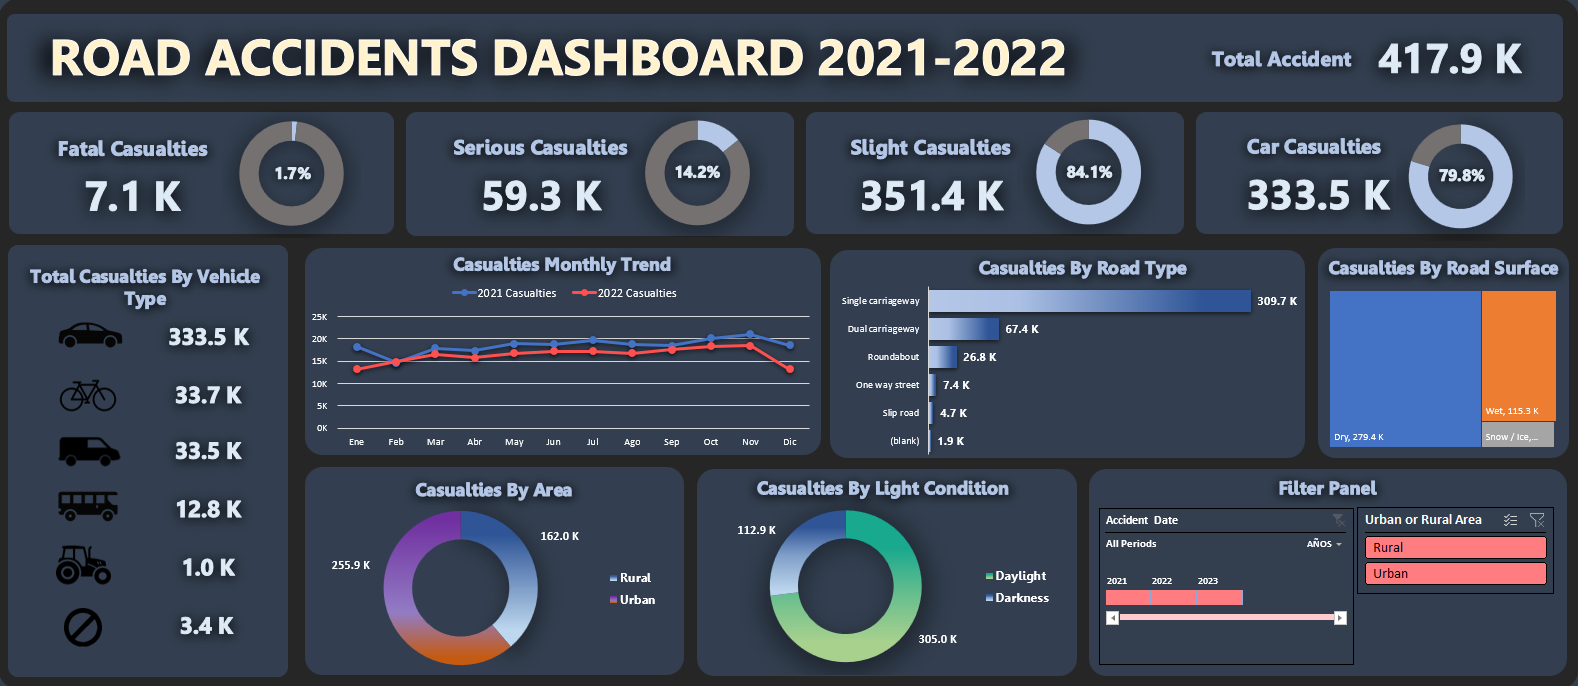 ROAD ACCIDENTS DASHBOARD 2021-2022
Total Accident
417.9 K
Fatal Casualties
7.1 K
1.7%
Serious Casualties
59.3 K
14.2%
Slight Casualties
351.4 K
84.1%
Car Casualties
333.5 K
79.8%
Total Casualties By Vehicle
Type
333.5 K
33.7 K
33.5 K
12.8 K
1.0 K
3.4 K
Casualties Monthly Trend
2021 Casualties
2022 Casualties
25K
20K
15K
10K
5K
0K
Ene
Feb
Mar
Abr
May
Jun
Jul
Ago
Sep
Oct
Nov
Dic
Casualties By Road Type
Single carriageway
309.7 K
Dual carriageway
67.4 K
Roundabout
26.8 K
One way street
7.4 K
Slip road
4.7 K
(blank)
1.9 K
Casualties By Road Surface
Dry, 279.4 K
Wet, 115.3 K
Snow / Ice,...
Casualties By Area
162.0 K
255.9 K
Rural
Urban
Casualties By Light Condition
112.9 K
305.0 K
Daylight
Darkness
Filter Panel
Accident Date
All Periods
AÑOS
2021
2022
2023
Urban or Rural Area
Rural
Urban